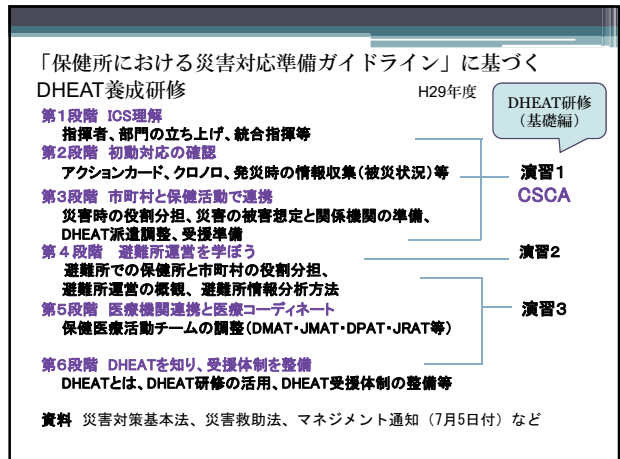 「保健所における災害対応準備ガイドライン」に基づく
DHEAT養成研修
H29年度
DHEAT研修
（基礎編）
第１段階 ICS理解
指揮者、部門の立ち上げ、統合指揮等
第２段階 初動対応の確認
アクションカード、クロノロ、発災時の情報収集（被災状況）等
演習１
CSCA
第３段階 市町村と保健活動で連携
災害時の役割分担、災害の被害想定と関係機関の準備、
DHEAT派遣調整、受援準備
第４段階 避難所運営を学ぼう
演習２
避難所での保健所と市町村の役割分担、
避難所運営の概観、避難所情報分析方法
第５段階 医療機関連携と医療コーディネート
演習３
保健医療活動チームの調整（DMAT・JMAT・DPAT・JRAT等）
第６段階 DHEATを知り、受援体制を整備
DHEATとは、DHEAT研修の活用、DHEAT受援体制の整備等
資料 災害対策基本法、災害救助法、マネジメント通知（7月5日付）など